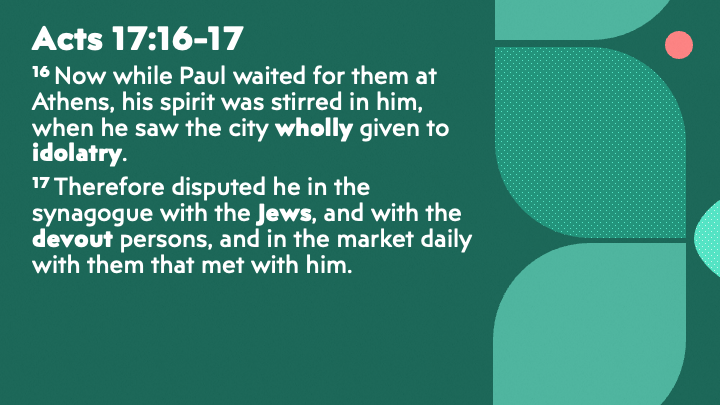 Acts 17:16-17
16 Now while Paul waited for them at
Athens, his spirit was stirred in him,
when he saw the city wholly given to
idolatry.
17 Therefore disputed he in the
synagogue with the Jews, and with the
devout persons, and in the market daily
with them that met with him.